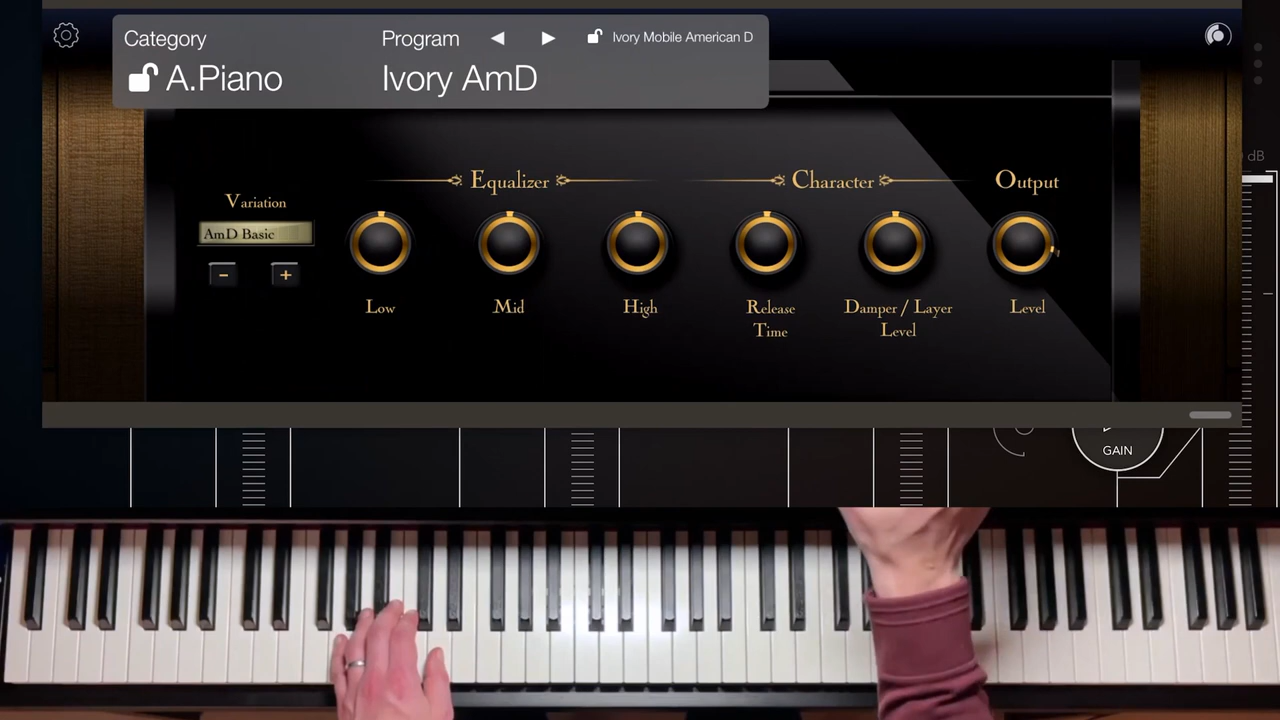 Category
Program
Ivory Mobile American D
A.Piano
Ivory AmD
dB
Equalizer
Character
Output
Variation
AmD Basic
- +
Low
Mid
High
Release
Time
Damper / Layer
Level
Level
GAIN